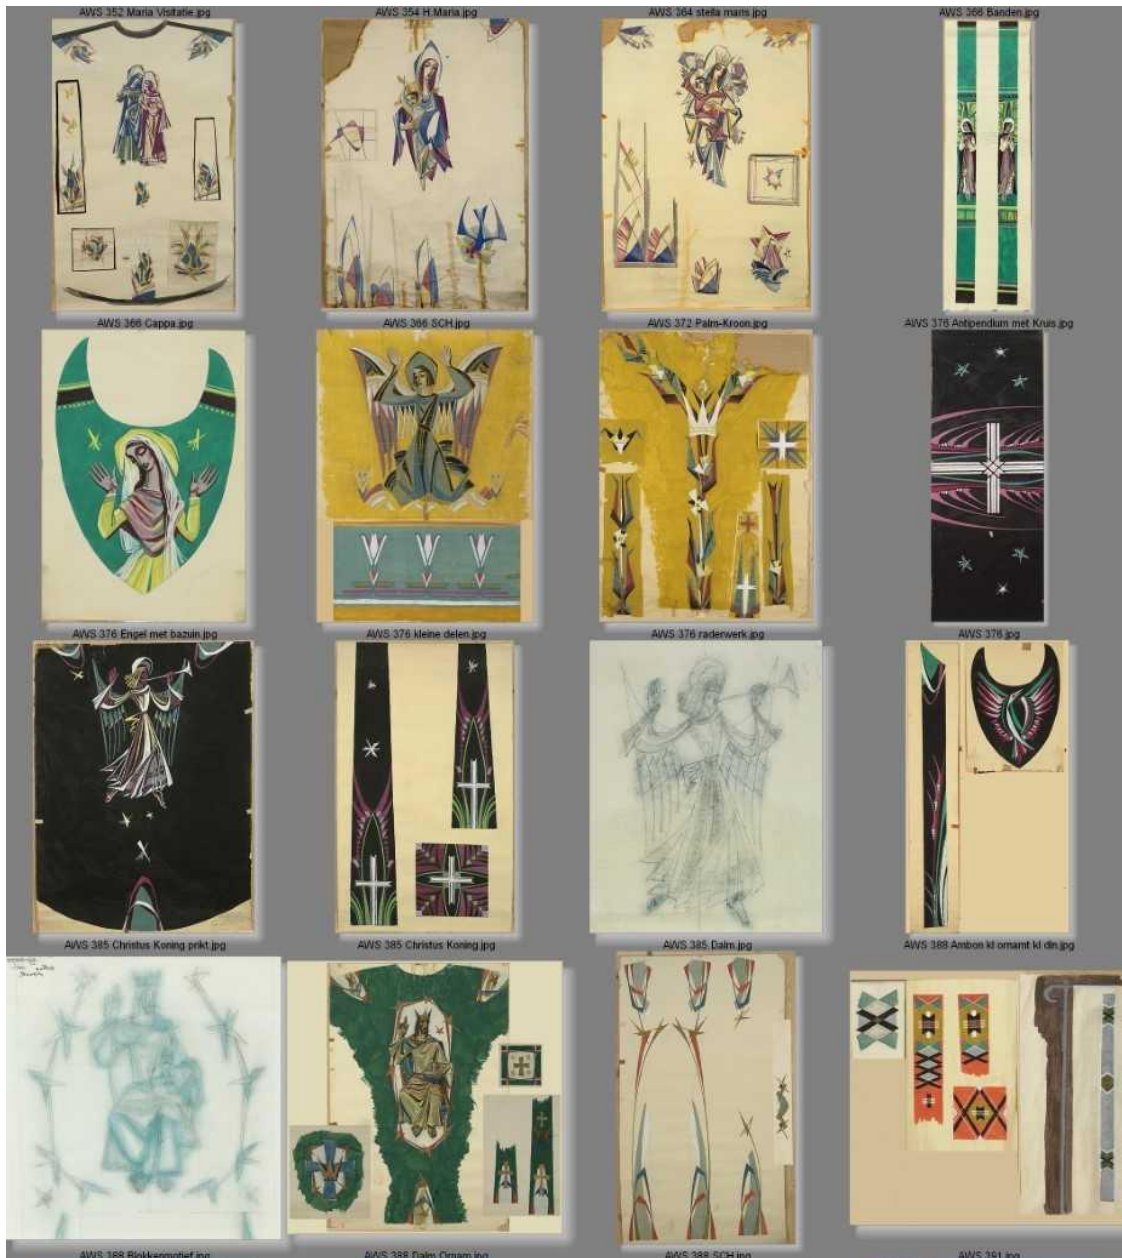 AWS 352 Maria Visitatie.jpg
AWS 354 H.Maria.jpg
AWS 364 stella maris.jpg
AWS 366 Banden.jpg
AWS 366 Cappa.jpg
AWS 366 SCH.jpg
AWS 372 Palm-Kroon.jpg
AWS 376 Antipendium met Kruis.jpg
AWS 376 Engel met bazuin.jpg
AWS 376 kleine delen.jpg
AWS 376 raderwerk.jpg
AWS 376.jpg
AWS 385 Christus Koning prikt.jpg
AWS 385 Christus Koning.jpg
AWS 385 Dalm.jpg
AWS 388 Ambon kl ornamt kl din.jpg
AWS 388 Blokkenmotief.jpg
AWS 388 Dalm Ornam.jpg
AWS 388 SCH.jpg
AWS 391.jpg